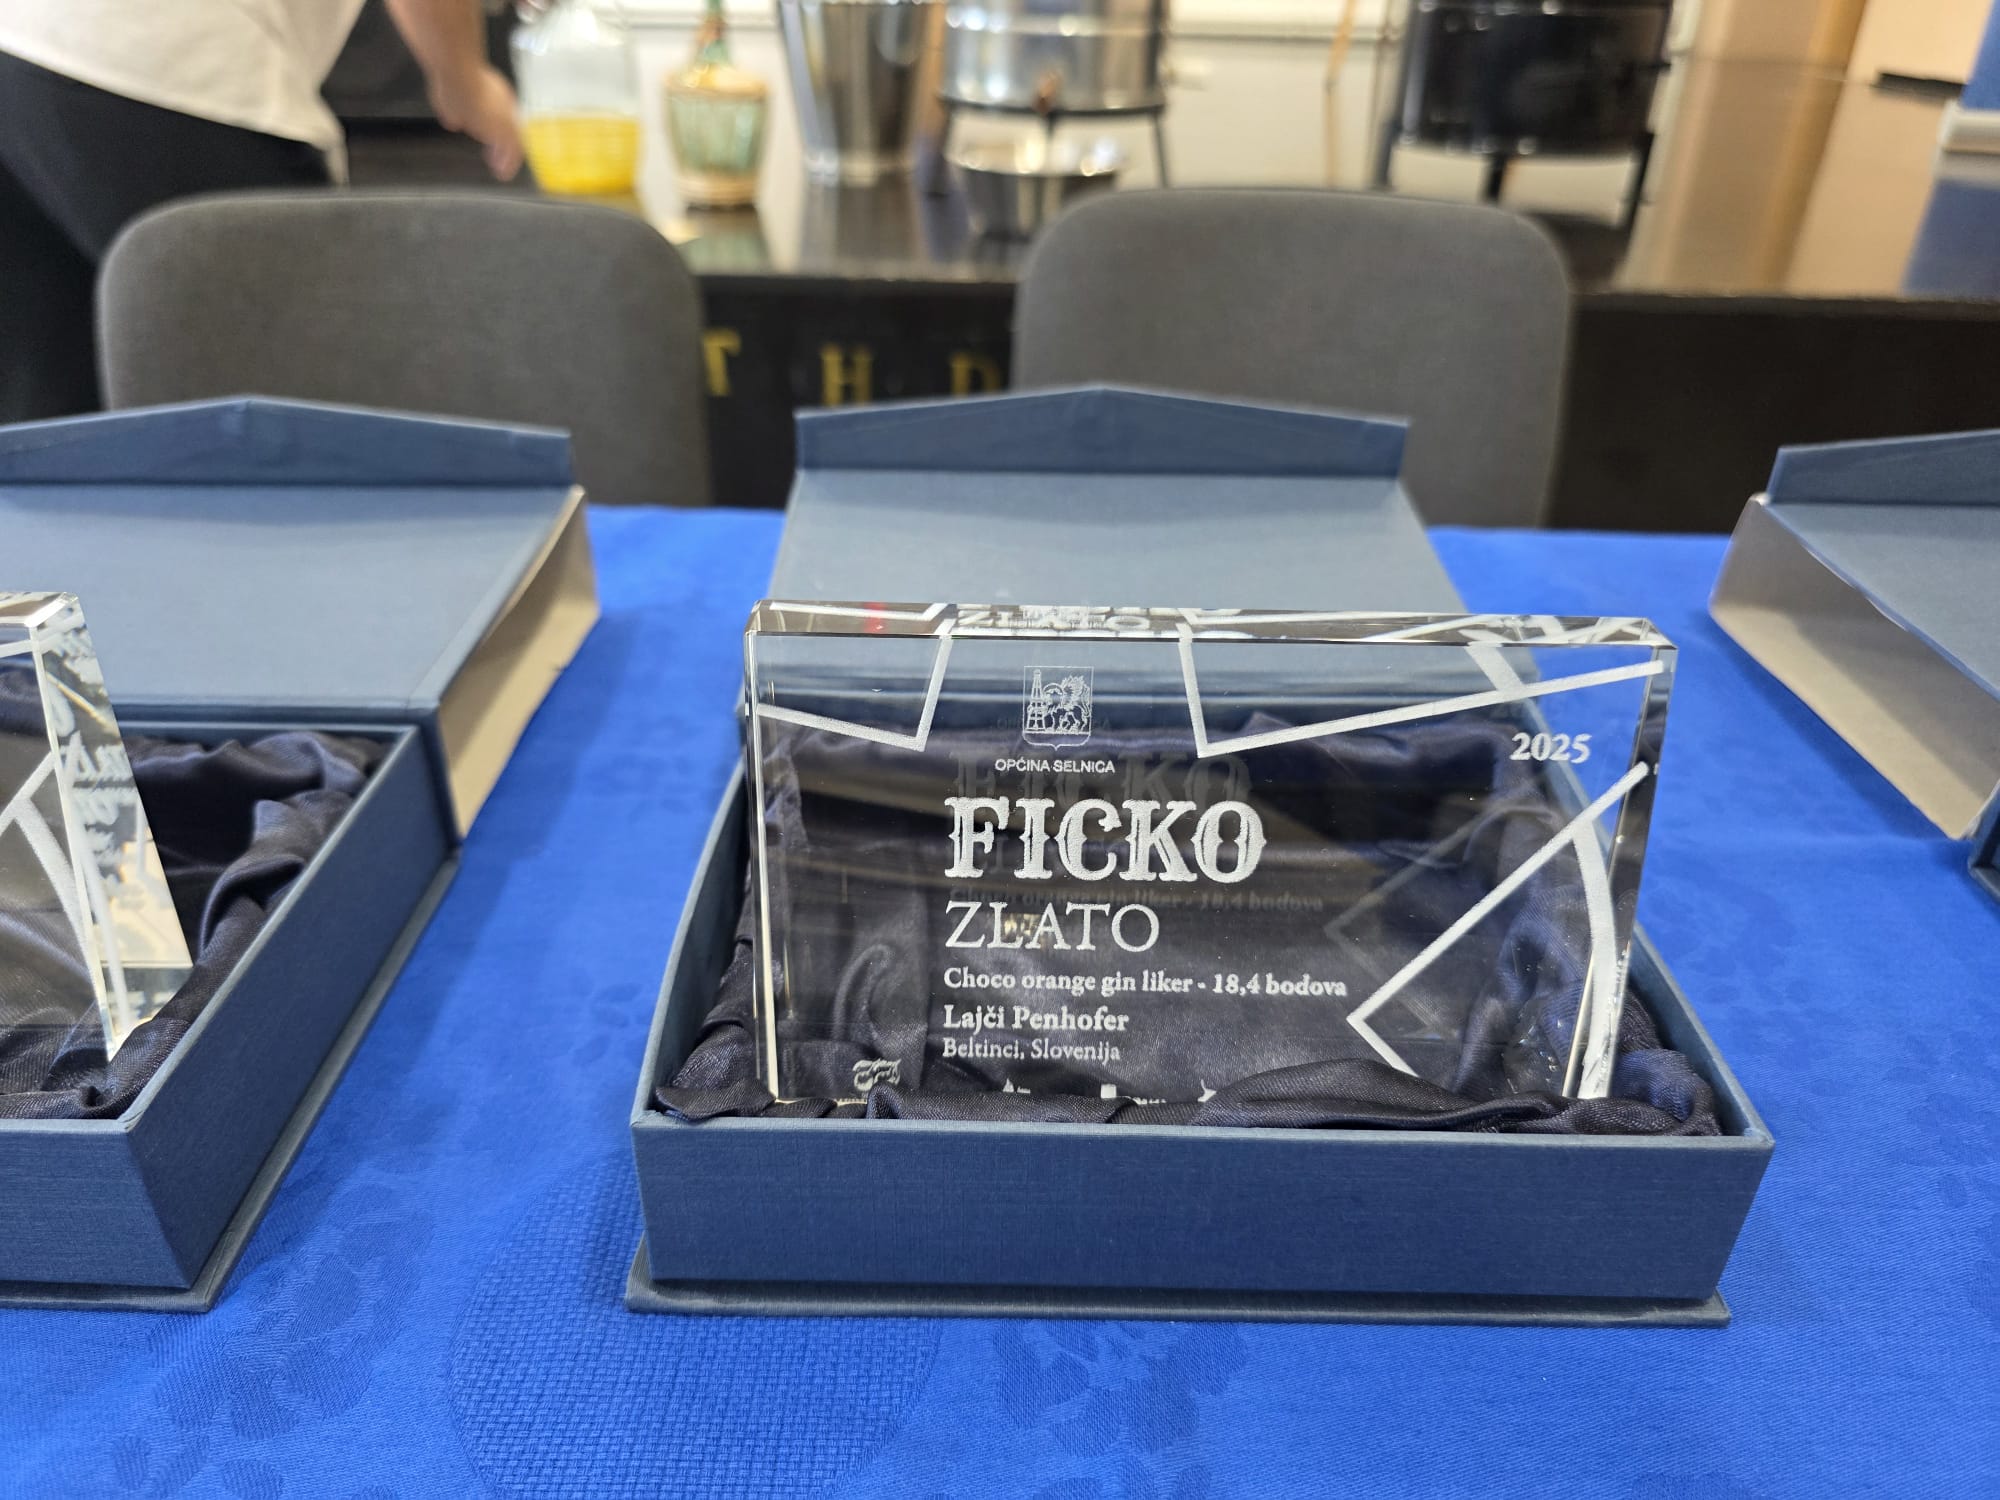 T H D
OPĆINA SELNICA
2025
FICKO
ZLATO
Choco orange gin liker - 18,4 bodova
Lajči Penhofer
Beltinci, Slovenija